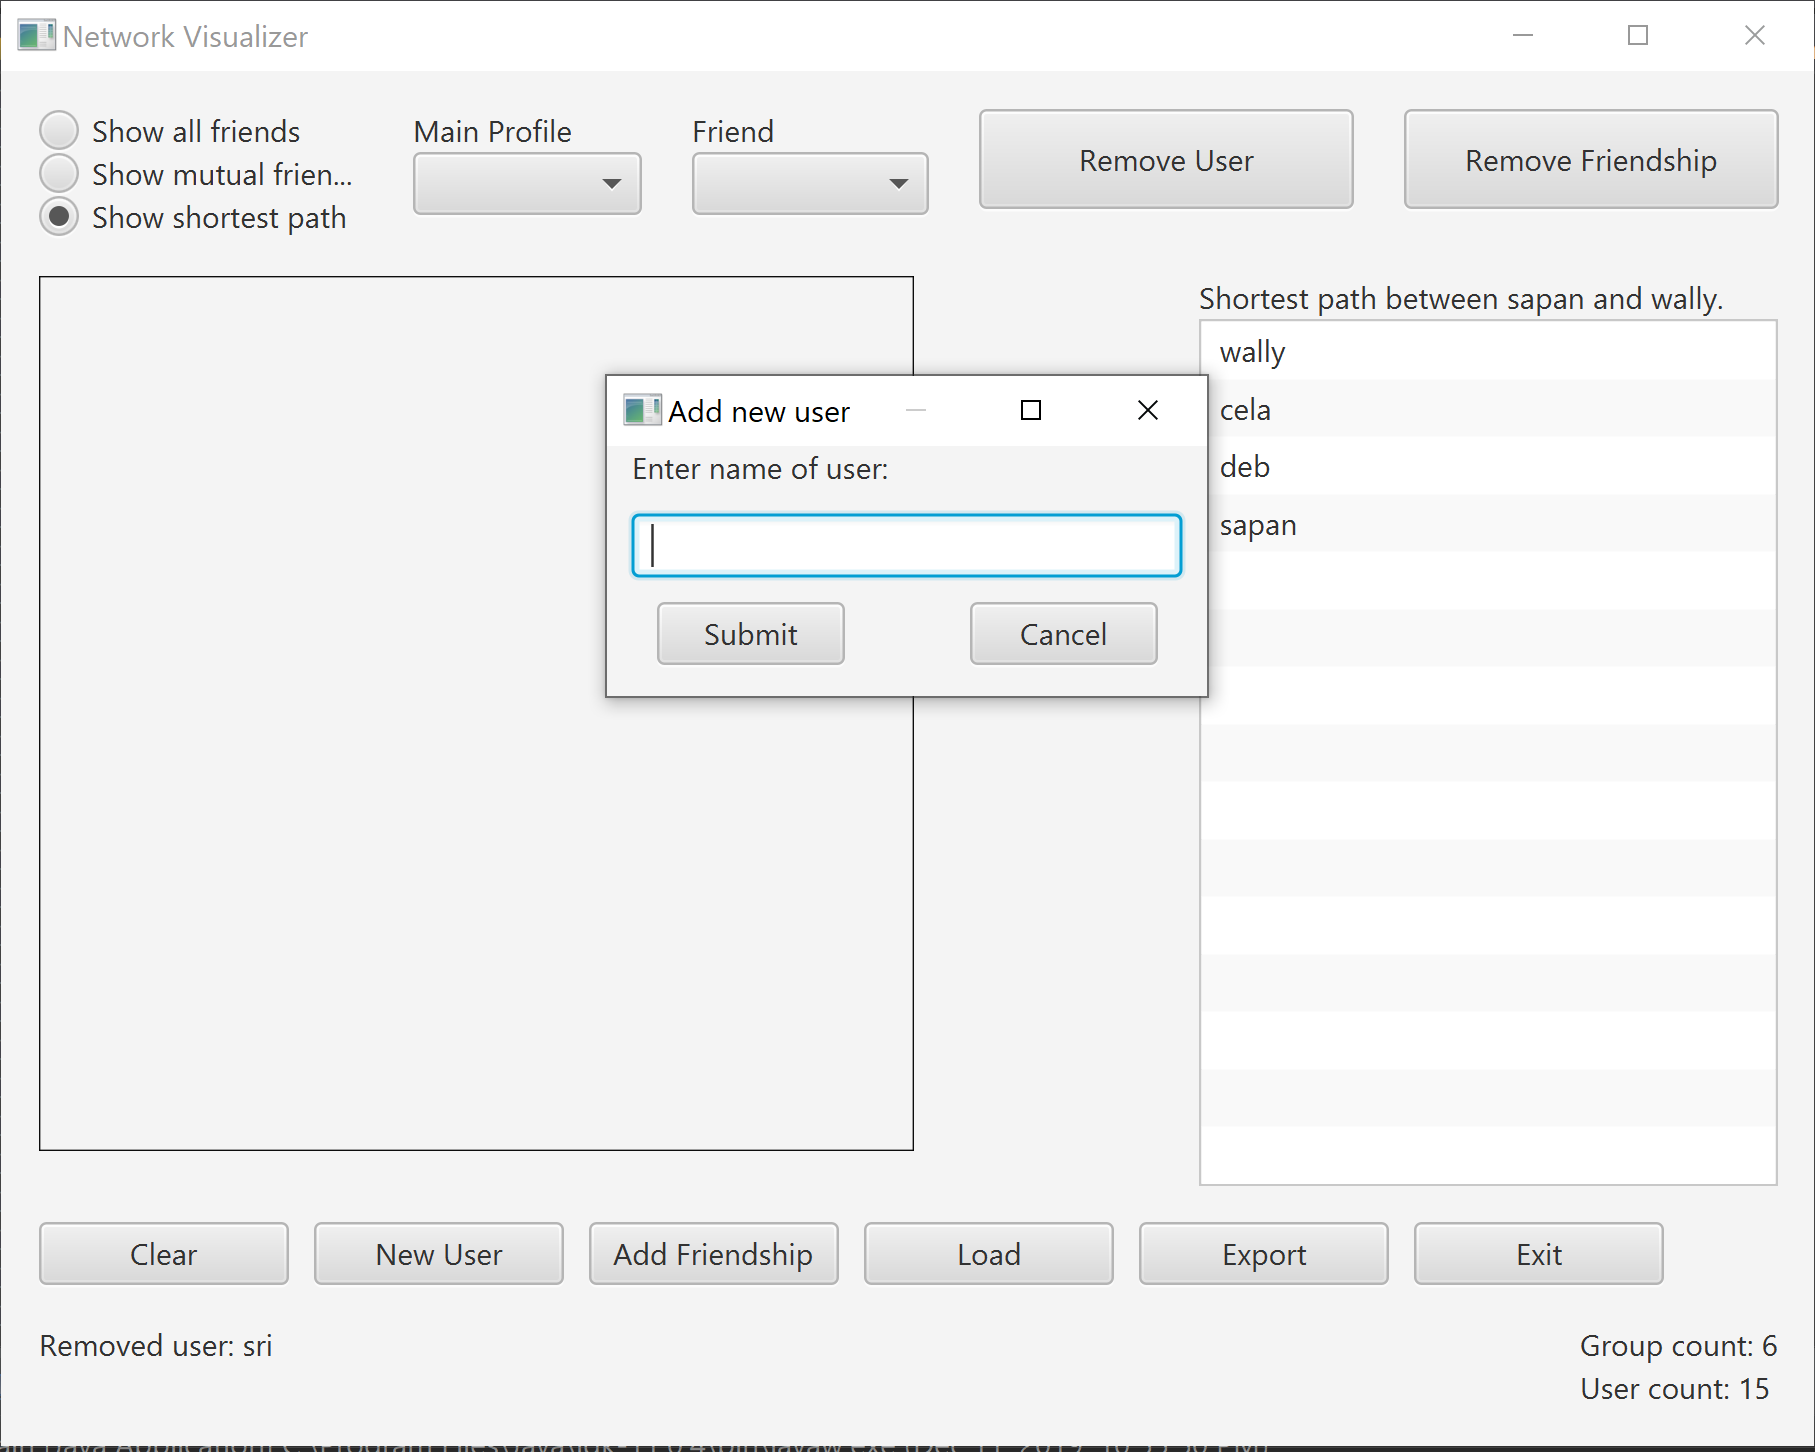 Network Visualizer
Show all friends
Show mutual frien...
Show shortest path
Main Profile
Friend
Remove User
Remove Friendship
Shortest path between sapan and wally.
wally
cela
deb
sapan
Add new user
Enter name of user:
Submit
Cancel
Clear
New User
Add Friendship
Load
Export
Exit
Removed user: sri
Group count: 6
User count: 15